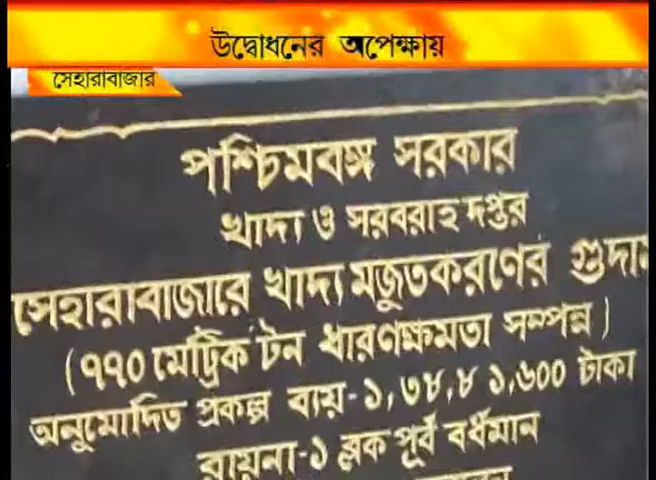 উদ্বোধনের অপেক্ষায়
সেহারাবাজার
পশ্চিমবঙ্গ সরকার
খাদ্য ও সরবরাহ দপ্তর
সেহারাবাজারে খাদ্য মজুতকরণের গুদাম
(৭৭০ মেট্রিক টন ধারণক্ষমতা সম্পন্ন)
অনুমোদিত প্রকল্প ব্যয়-১,৩৮,৮১,৬০০ টাকা
রায়না-১ ব্লক পূর্ব বর্ধমান